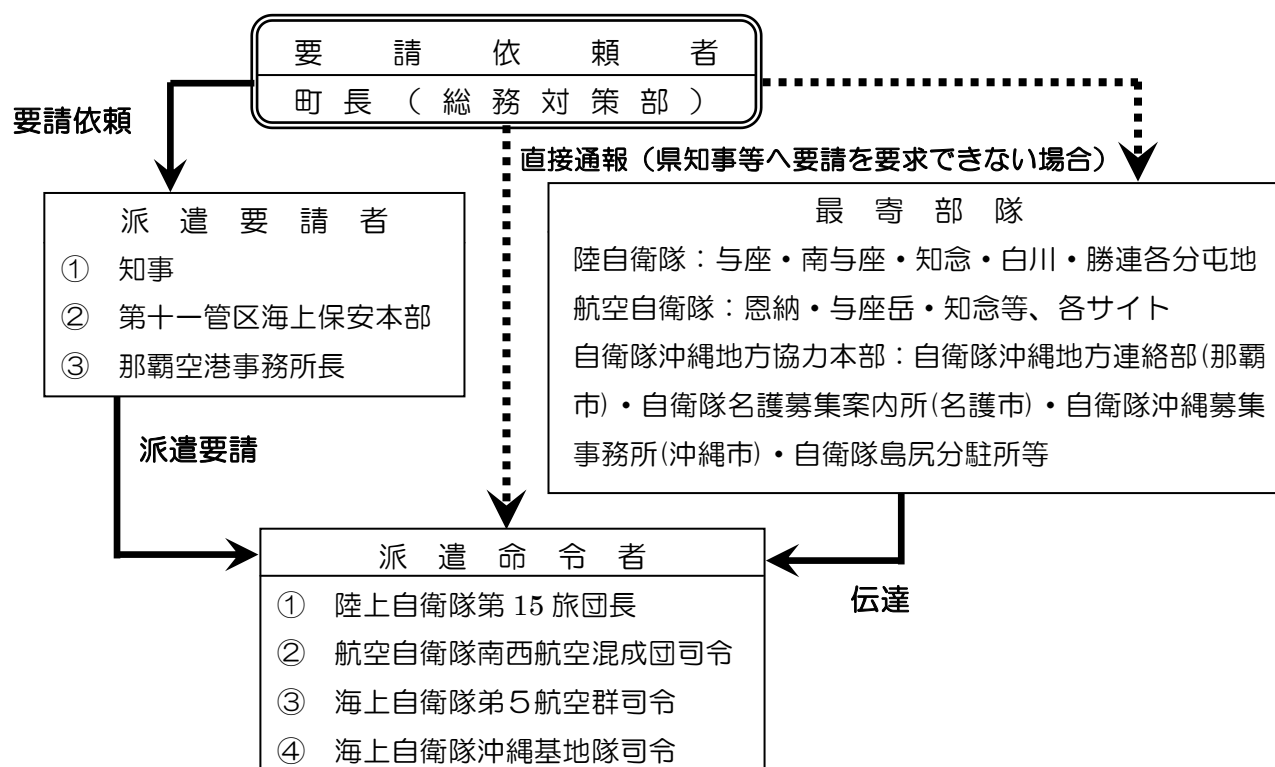 要請依頼者
町長（総務対策部）
要請依頼
直接通報（県知事等へ要請を要求できない場合）
派遣要請者
① 知事
② 第十一管区海上保安本部
③ 那覇空港事務所長
最寄部隊
陸自衛隊：与座・南与座・知念・白川・勝連各分屯地
航空自衛隊：恩納・与座岳・知念等、各サイト
自衛隊沖縄地方協力本部：自衛隊沖縄地方連絡部(那覇
市)・自衛隊名護募集案内所(名護市)・自衛隊沖縄募集
事務所(沖縄市)・自衛隊島尻分駐所等
派遣要請
伝達
派遣命令者
① 陸上自衛隊第 15 旅団長
② 航空自衛隊南西航空混成団司令
③ 海上自衛隊弟５航空群司令
④ 海上自衛隊沖縄基地隊司令